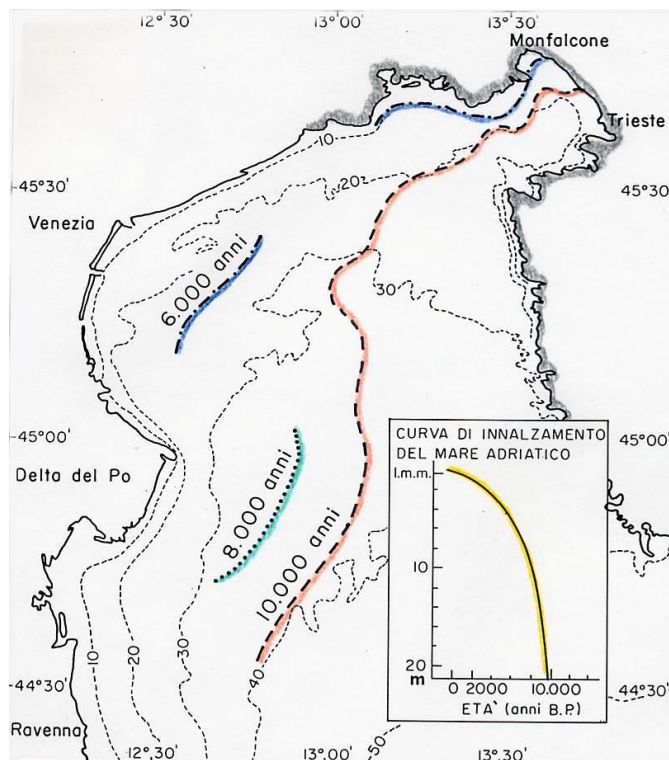 12°30'
13°00'
13°30'
Monfalcone
Trieste
10
20
45°30'
45°30'
Venezia
6.000 anni
30
45°00'
45°00'
Delta del Po
8.000 anni
10.000 anni
CURVA DI INNALZAMENTO
DEL MARE ADRIATICO
l.m.m.
10
20
m
0 2000 10.000
ETA' (anni B.P.)
10
20
30
40
50
44°30'
44°30'
Ravenna
12°30'
13°00'
13°30'